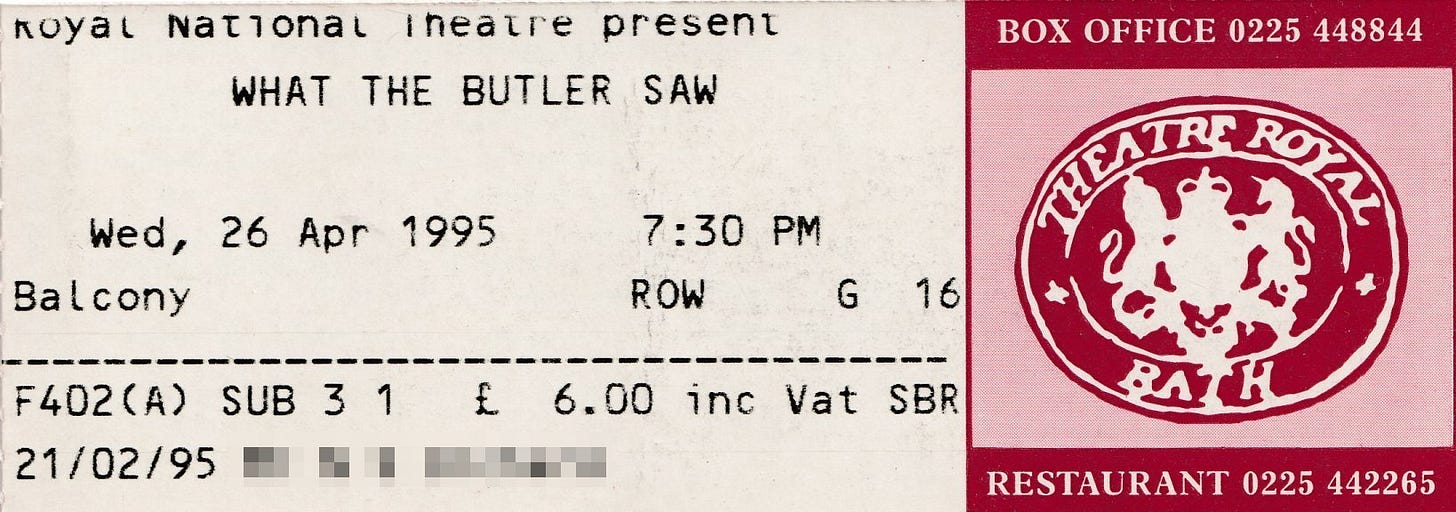 Royal National Theatre present
WHAT THE BUTLER SAW
Wed, 26 Apr 1995 7:30 PM
Balcony ROW G 16
F402(A) SUB 3 1 £ 6.00 inc Vat SBR
21/02/95
BOX OFFICE 0225 448844
THEATRE ROYAL
BATH
RESTAURANT 0225 442265